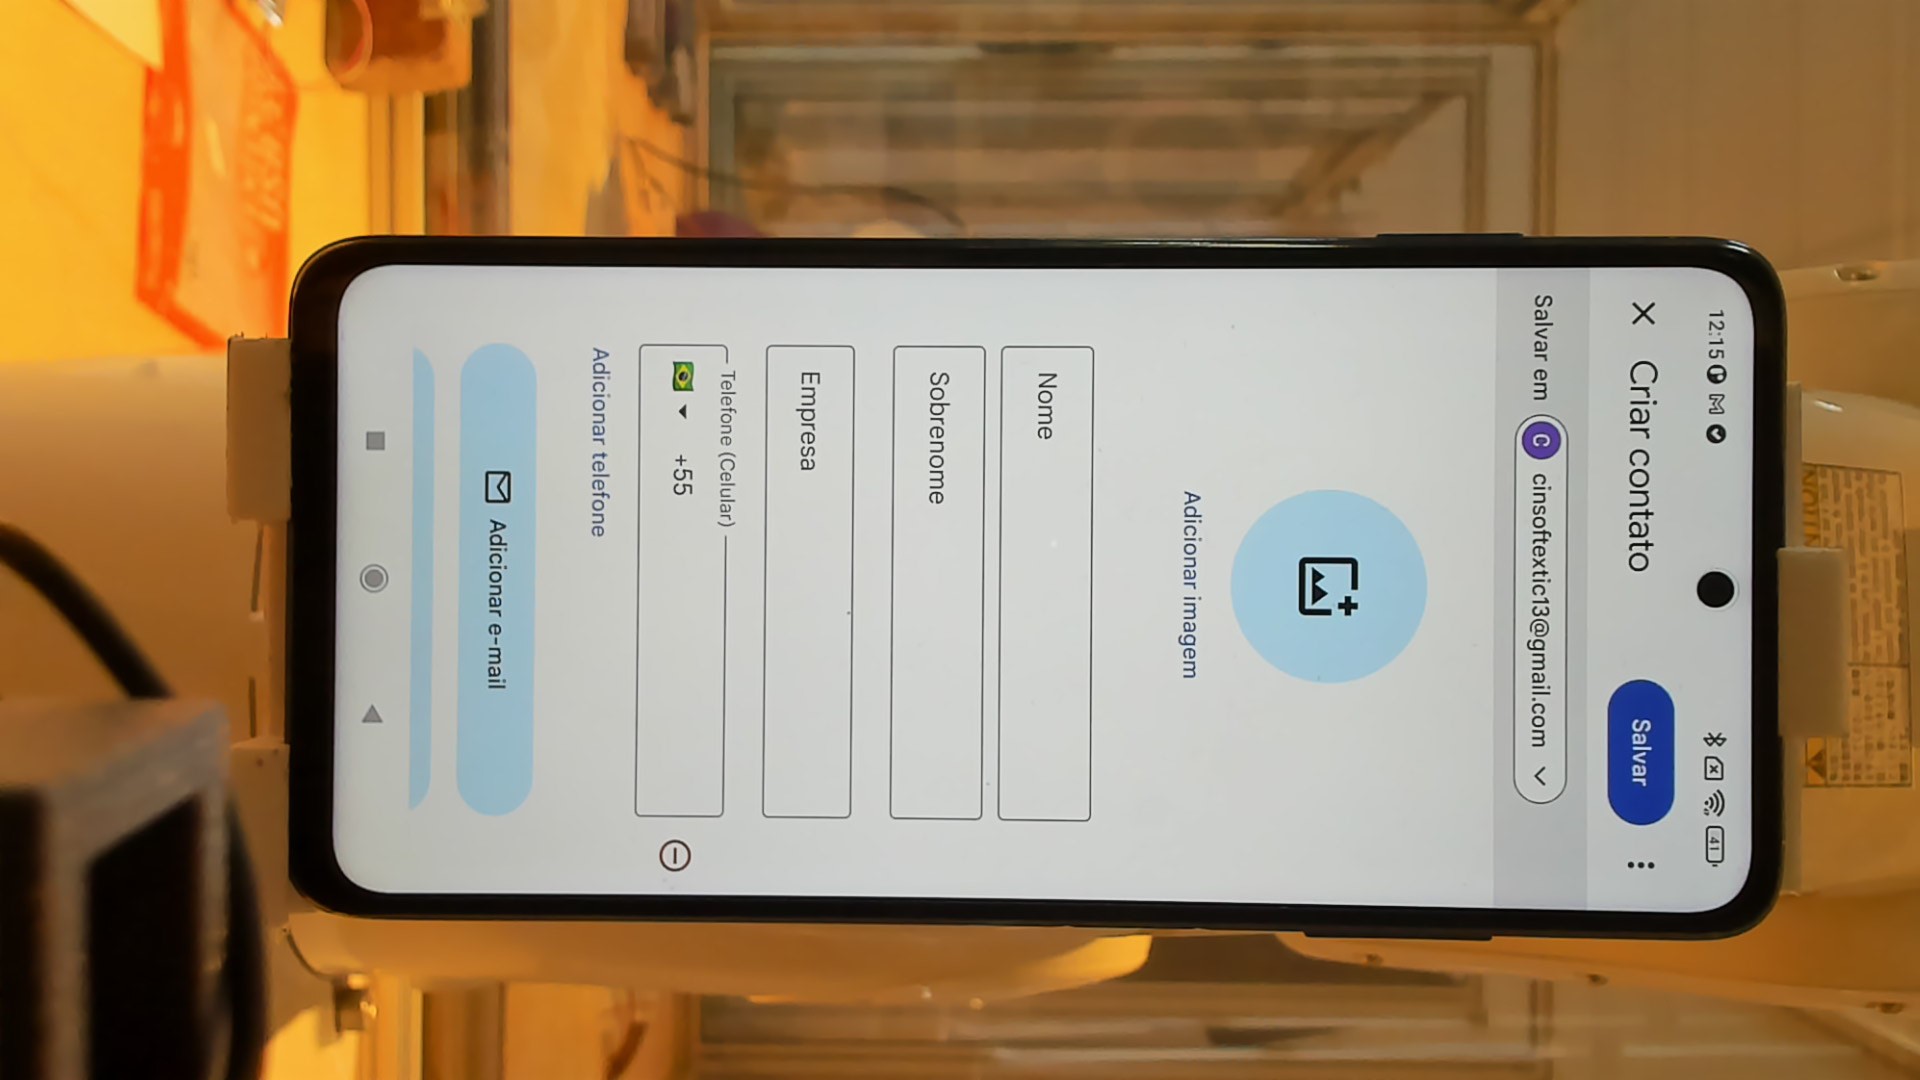 12:15
41
Criar contato
Salvar
Salvar em
C cinsoftextic13@gmail.com
Adicionar imagem
Nome
Sobrenome
Empresa
Telefone (Celular)
+55
Adicionar telefone
Adicionar e-mail